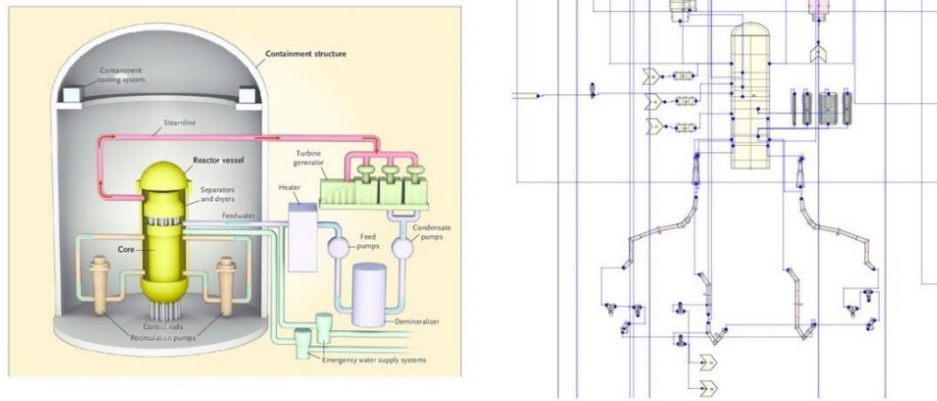 Containment structure
Containment
cooling system
Steamline
Reactor vessel
Turbine
generator
Separators
and dryers
Heater
Feedwater
Condensate
pumps
Feed
pumps
Core
Control rods
Recirculation pumps
Demineralizer
Emergency water supply systems